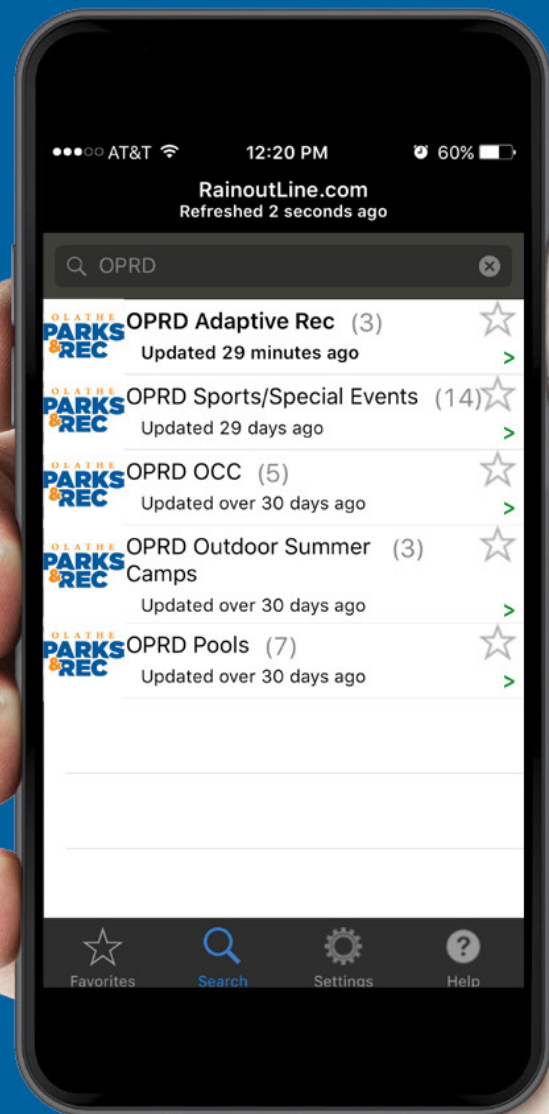 AT&T 12:20 PM 60%
RainoutLine.com
Refreshed 2 seconds ago
OPRD
OLATHE
PARKS
&REC
OPRD Adaptive Rec (3)
Updated 29 minutes ago
>
OLATHE
PARKS
&REC
OPRD Sports/Special Events (14)
Updated 29 days ago
>
OLATHE
PARKS
&REC
OPRD OCC (5)
Updated over 30 days ago
>
OLATHE
PARKS
&REC
OPRD Outdoor Summer (3)
Camps
Updated over 30 days ago
>
OLATHE
PARKS
&REC
OPRD Pools (7)
Updated over 30 days ago
>
Favorites Search Settings ? Help